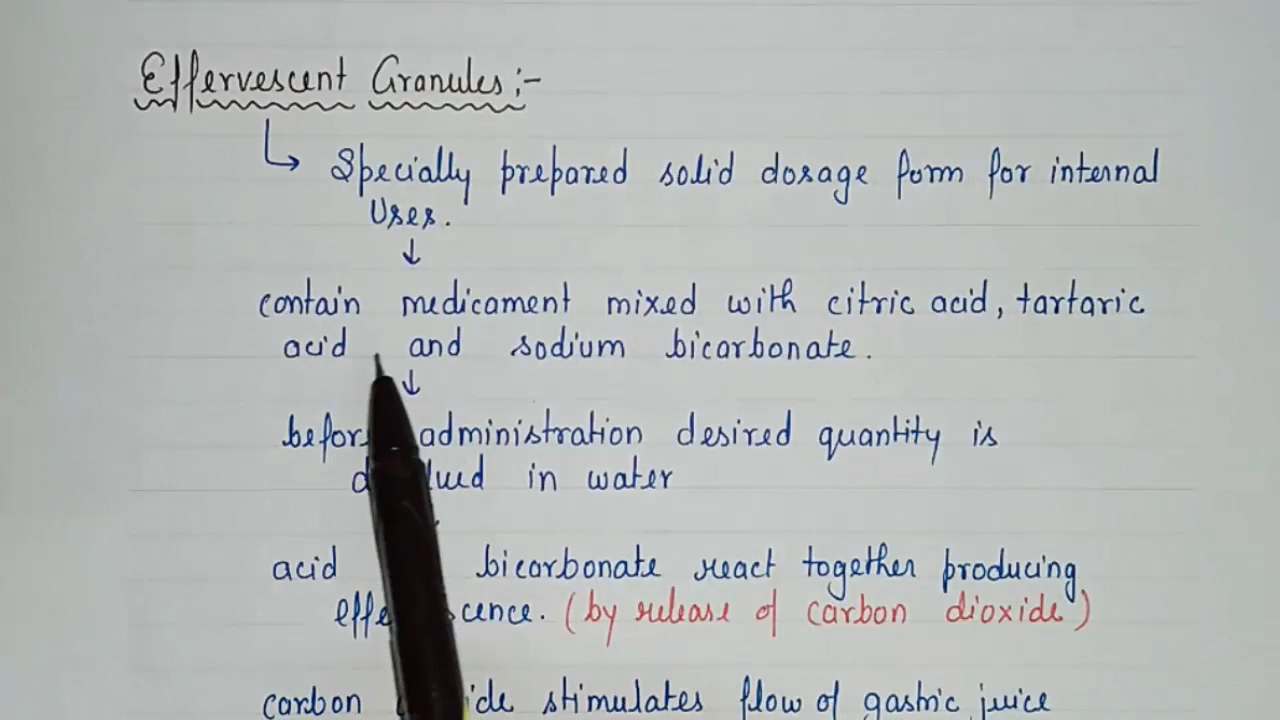 Effervescent Granules:-
↳ Specially prepared solid dosage form for internal
Uses.
↓
contain medicament mixed with citric acid, tartaric
acid and sodium bicarbonate.
↓
administration desired quantity is
in water
acid bicarbonate react together producing
(by release of carbon dioxide)
carbon stimulates flow of gastric juice